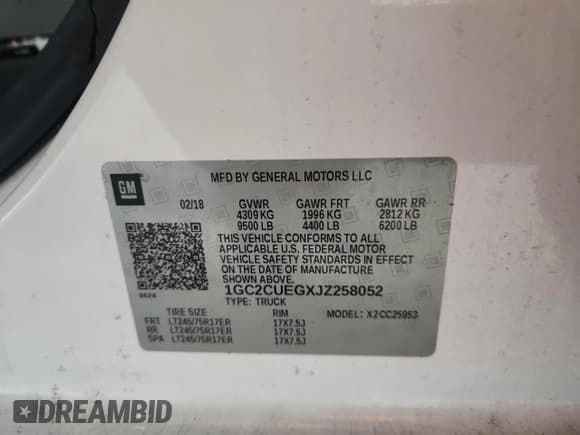 GM
MFD BY GENERAL MOTORS LLC
02/18 GVWR GAWR FRT GAWR RR
4309 KG 1996 KG 2812 KG
9500 LB 4400 LB 6200 LB
THIS VEHICLE CONFORMS TO ALL
APPLICABLE U.S. FEDERAL MOTOR
VEHICLE SAFETY STANDARDS IN EFFECT
ON THE DATE OF MANUFACTURE
SHOWN ABOVE.
1GC2CUEGXJZ258052
TYPE: TRUCK
TIRE SIZE RIM MODEL: X2CC25953
FRT LT245/75R17ER 17X7.5J
RR LT245/75R17ER 17X7.5J
SPA LT245/75R17ER 17X7.5J
DREAMBID